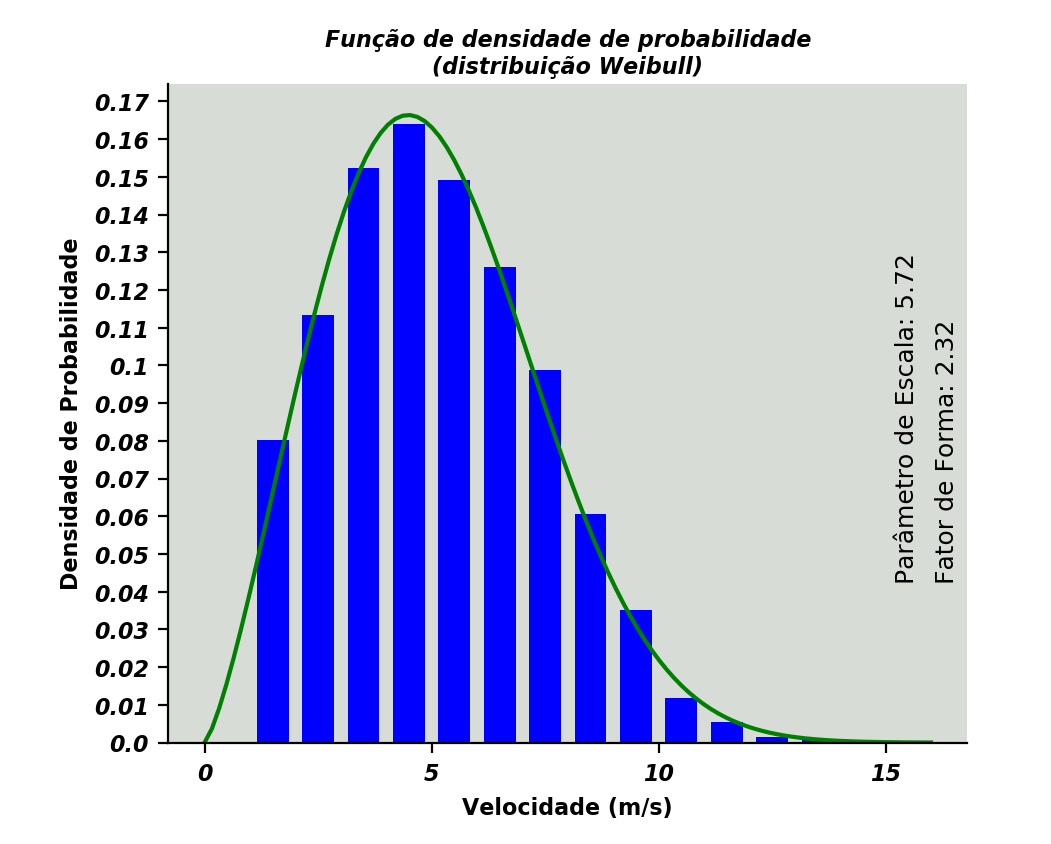 Função de densidade de probabilidade
(distribuição Weibull)
Densidade de Probabilidade
0.17
0.16
0.15
0.14
0.13
0.12
0.11
0.1
0.09
0.08
0.07
0.06
0.05
0.04
0.03
0.02
0.01
0.0
Parâmetro de Escala: 5.72
Fator de Forma: 2.32
0 5 10 15
Velocidade (m/s)